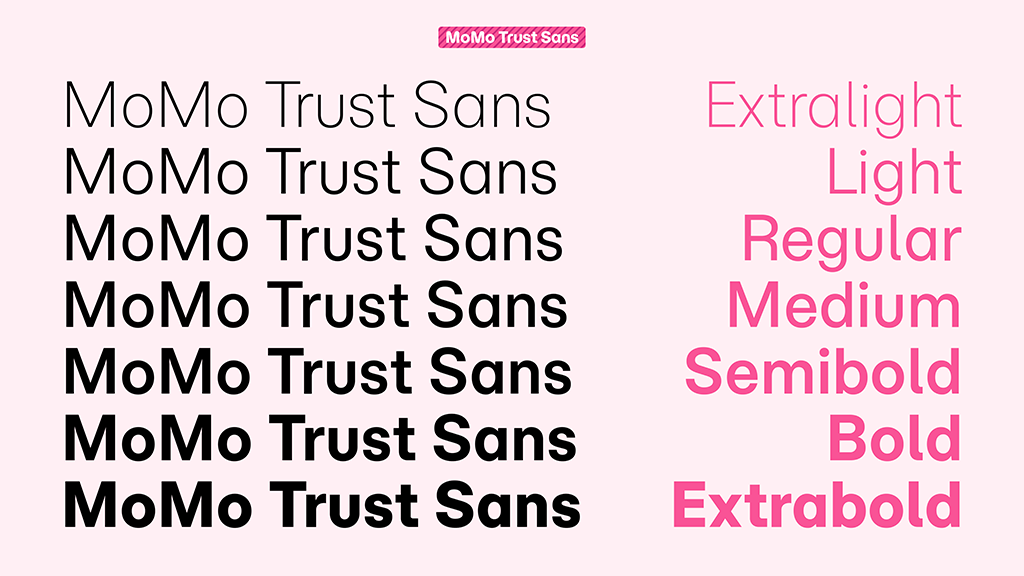 MoMo Trust Sans
MoMo Trust Sans Extralight
MoMo Trust Sans Light
MoMo Trust Sans Regular
MoMo Trust Sans Medium
MoMo Trust Sans Semibold
MoMo Trust Sans Bold
MoMo Trust Sans Extrabold